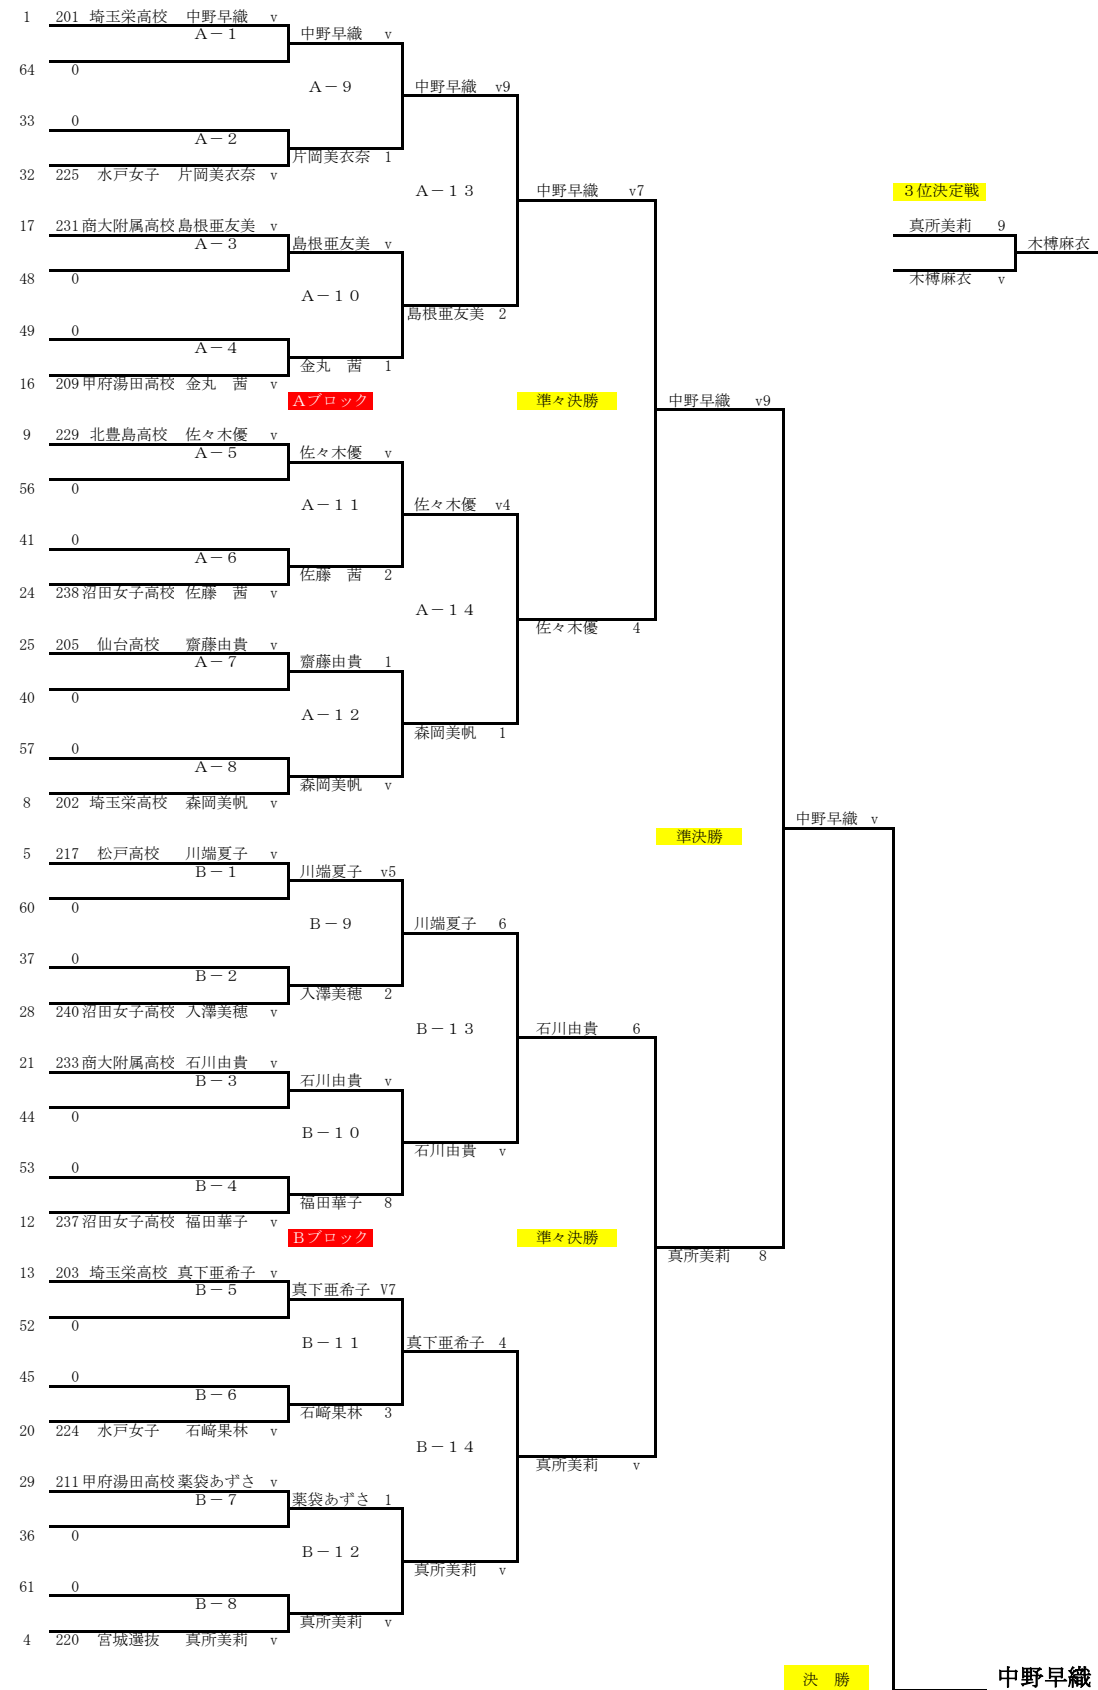 1 201 埼玉栄高校 中野早織 v
A－1
中野早織 v
64 0
A－9
中野早織 v9
33 0
A－2
片岡美衣奈 1
32 225 水戸女子 片岡美衣奈 v
A－13
中野早織 v7
３位決定戦
17 231 商大附属高校 島根亜友美 v
真所美莉 9
A－3
島根亜友美 v
木榑麻衣
48 0
木榑麻衣 v
A－10
島根亜友美 2
49 0
A－4
金丸 茜 1
16 209 甲府湯田高校 金丸 茜 v
Aブロック
準々決勝
中野早織 v9
9 229 北豊島高校 佐々木優 v
A－5
佐々木優 v
56 0
A－11
佐々木優 v4
41 0
A－6
佐藤 茜 2
24 238 沼田女子高校 佐藤 茜 v
A－14
佐々木優 4
25 205 仙台高校 齋藤由貴 v
A－7
齋藤由貴 1
40 0
A－12
森岡美帆 1
57 0
A－8
森岡美帆 v
8 202 埼玉栄高校 森岡美帆 v
中野早織 v
準決勝
5 217 松戸高校 川端夏子 v
B－1
川端夏子 v5
60 0
B－9
川端夏子 6
37 0
B－2
入澤美穂 2
28 240 沼田女子高校 入澤美穂 v
B－13
石川由貴 6
21 233 商大附属高校 石川由貴 v
B－3
石川由貴 v
44 0
B－10
石川由貴 v
53 0
B－4
福田華子 8
12 237 沼田女子高校 福田華子 v
Bブロック
準々決勝
真所美莉 8
13 203 埼玉栄高校 真下亜希子 v
B－5
真下亜希子 V7
52 0
B－11
真下亜希子 4
45 0
B－6
石﨑果林 3
20 224 水戸女子 石﨑果林 v
B－14
真所美莉 v
29 211 甲府湯田高校 薬袋あずさ v
B－7
薬袋あずさ 1
36 0
B－12
真所美莉 v
61 0
B－8
真所美莉 v
4 220 宮城選抜 真所美莉 v
決 勝
中野早織